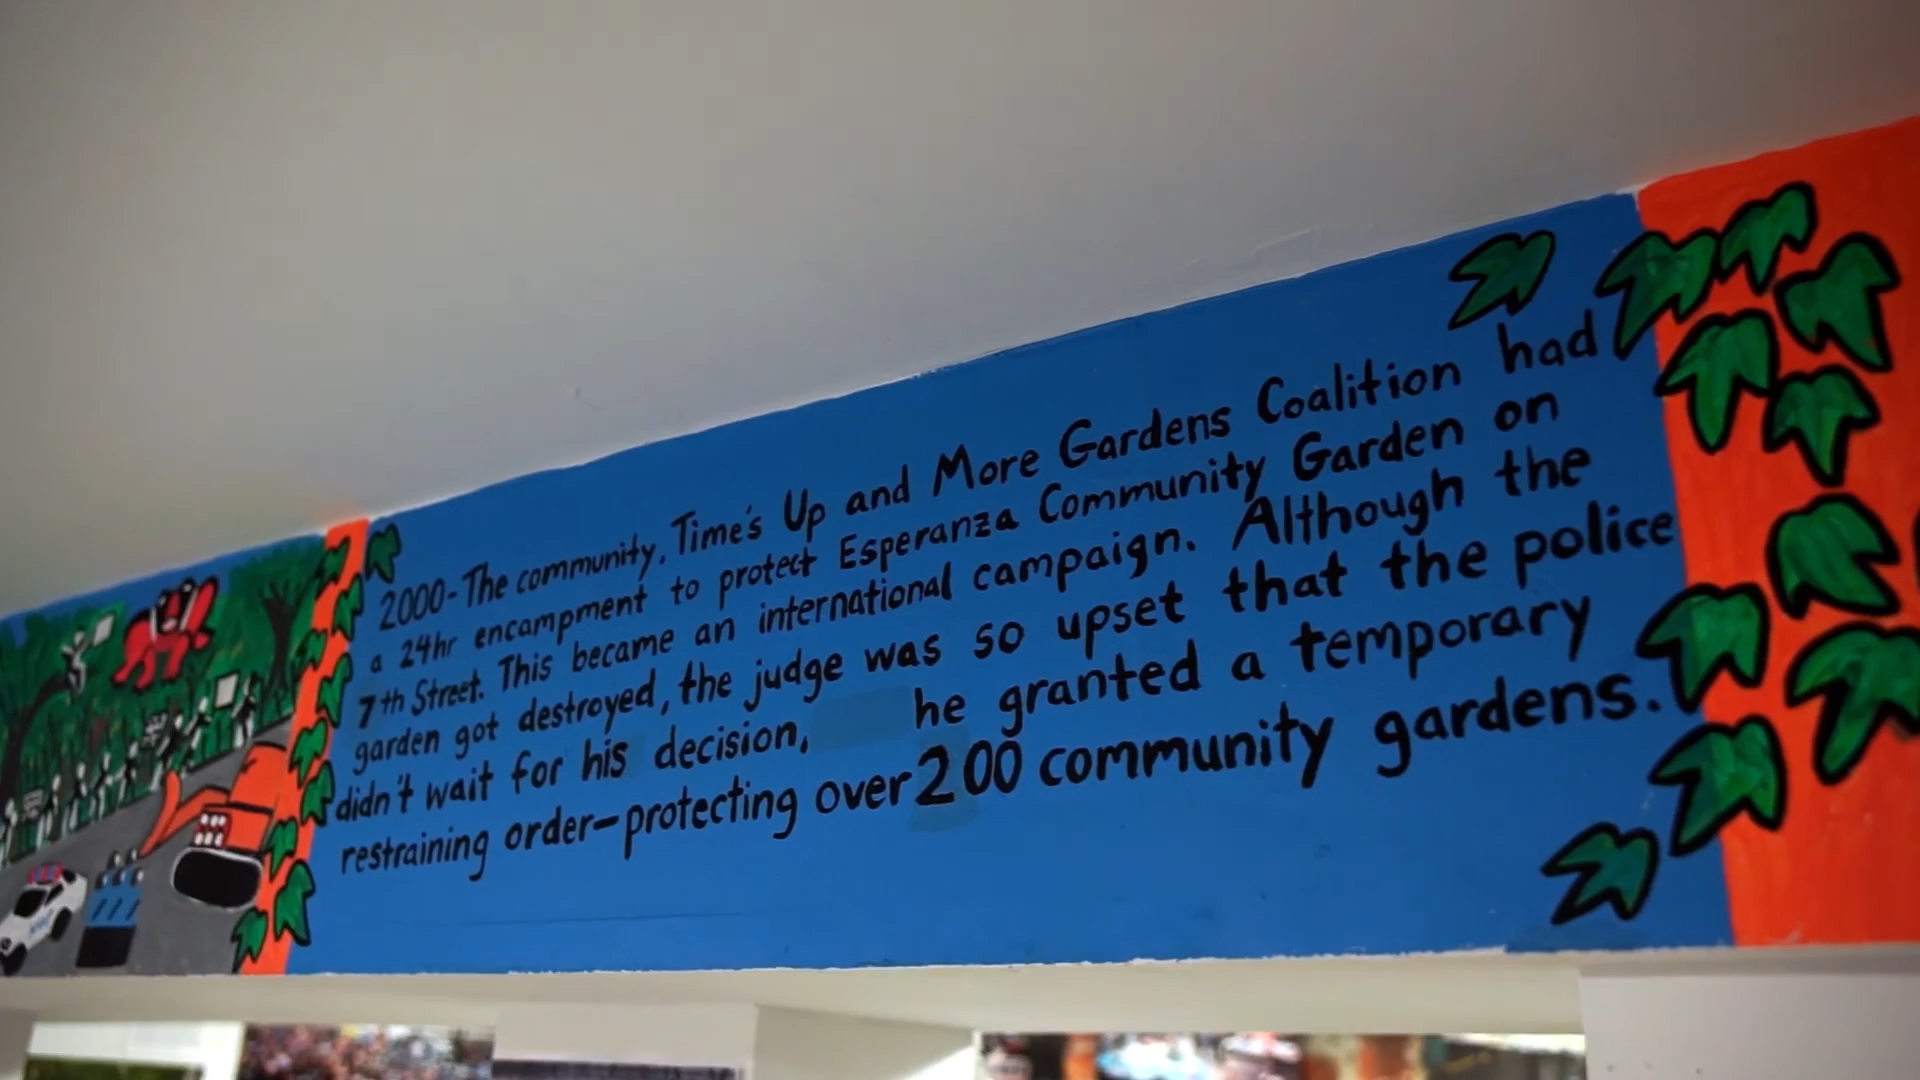 2000-The community, Time's Up and More Gardens Coalition had
a 24hr encampment to protect Esperanza Community Garden on
7th Street. This became an international campaign. Although the
garden got destroyed, the judge was so upset that the police
didn't wait for his decision, he granted a temporary
restraining order-protecting over 200 community gardens.